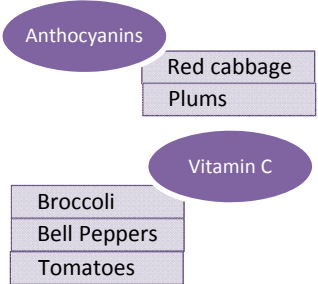 Anthocyanins
Red cabbage
Plums
Vitamin C
Broccoli
Bell Peppers
Tomatoes